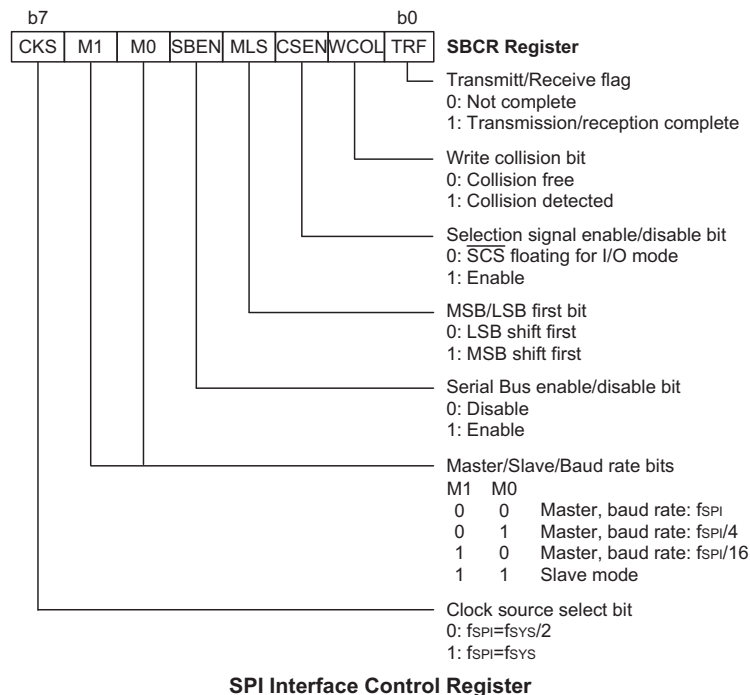 b7 b0
CKS M1 M0 SBEN MLS CSEN WCOL TRF SBCR Register
Transmitt/Receive flag
0: Not complete
1: Transmission/reception complete
Write collision bit
0: Collision free
1: Collision detected
Selection signal enable/disable bit
0: SCS floating for I/O mode
1: Enable
MSB/LSB first bit
0: LSB shift first
1: MSB shift first
Serial Bus enable/disable bit
0: Disable
1: Enable
Master/Slave/Baud rate bits
M1 M0
0 0 Master, baud rate: fSPI
0 1 Master, baud rate: fSPI/4
1 0 Master, baud rate: fSPI/16
1 1 Slave mode
Clock source select bit
0: fSPI=fSYS/2
1: fSPI=fSYS
SPI Interface Control Register